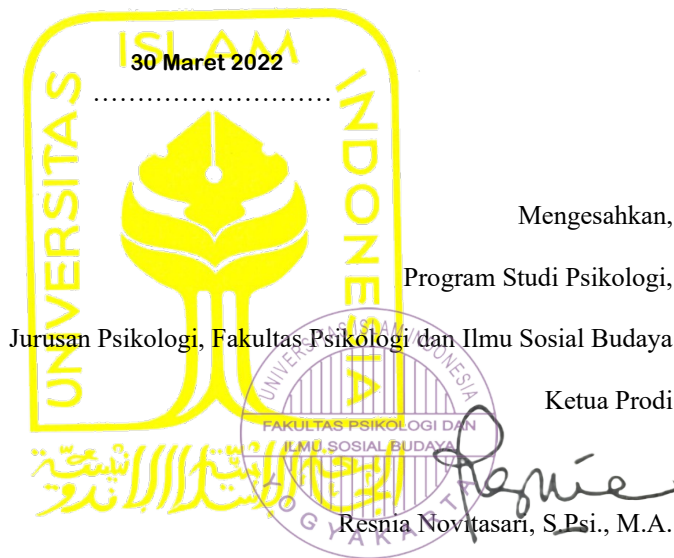 UNIVERSITAS ISLAM INDONESIA
30 Maret 2022
...........................
Mengesahkan,
Program Studi Psikologi,
Jurusan Psikologi, Fakultas Psikologi dan Ilmu Sosial Budaya
Ketua Prodi
UNIVERSITAS ISLAM INDONESIA
FAKULTAS PSIKOLOGI DAN
ILMU SOSIAL BUDAYA
YOGYAKARTA
Resnie
Resnia Novitasari, S.Psi., M.A.